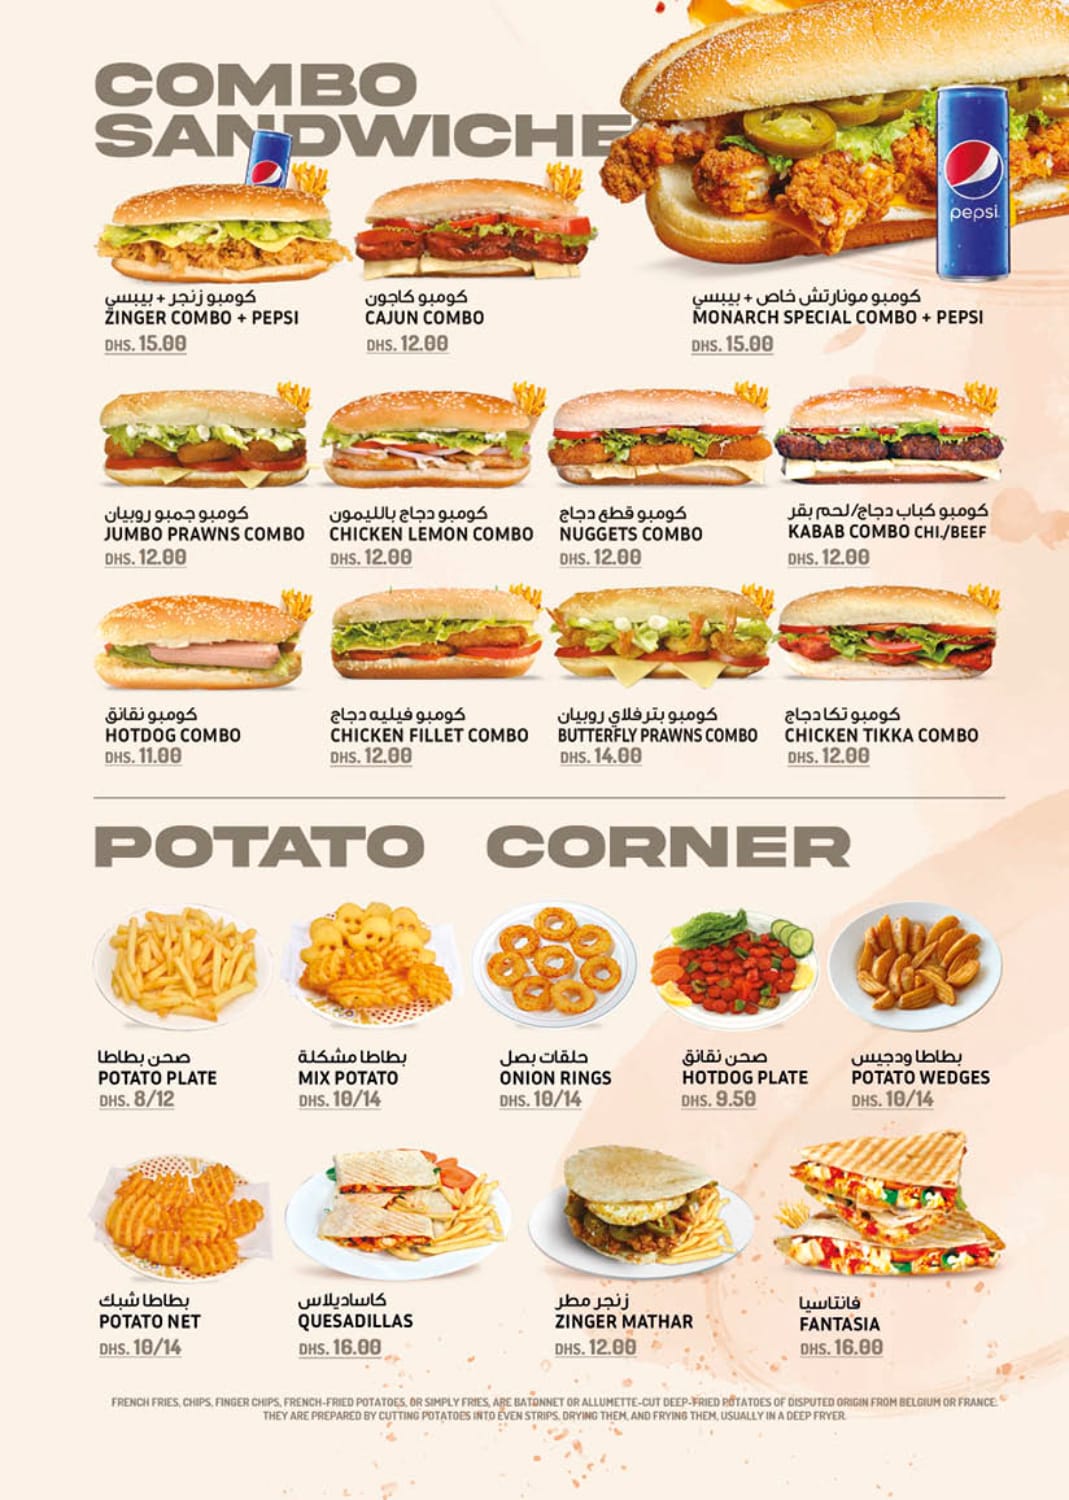 COMBO
SANDWICHE
pepsi
كومبو زنجر + بيبسي
ZINGER COMBO + PEPSI
DHS. 15.00
كومبو كاجون
CAJUN COMBO
DHS. 12.00
كومبو مونارتش خاص + بيبسي
MONARCH SPECIAL COMBO + PEPSI
DHS. 15.00
كومبو جمبو روبيان
JUMBO PRAWNS COMBO
DHS. 12.00
كومبو دجاج بالليمون
CHICKEN LEMON COMBO
DHS. 12.00
كومبو قطع دجاج
NUGGETS COMBO
DHS. 12.00
كومبو كباب دجاج/لحم بقر
KABAB COMBO CHI./BEEF
DHS. 12.00
كومبو نقانق
HOTDOG COMBO
DHS. 11.00
كومبو فيليه دجاج
CHICKEN FILLET COMBO
DHS. 12.00
كومبو بترفلاي روبيان
BUTTERFLY PRAWNS COMBO
DHS. 14.00
كومبو تكا دجاج
CHICKEN TIKKA COMBO
DHS. 12.00
POTATO CORNER
صحن بطاطا
POTATO PLATE
DHS. 8/12
بطاطا مشكلة
MIX POTATO
DHS. 10/14
حلقات بصل
ONION RINGS
DHS. 10/14
صحن نقانق
HOTDOG PLATE
DHS. 9.50
بطاطا ودجيس
POTATO WEDGES
DHS. 10/14
بطاطا شبك
POTATO NET
DHS. 10/14
كاساديلاس
QUESADILLAS
DHS. 16.00
زنجر مطر
ZINGER MATHAR
DHS. 12.00
فانتاسيا
FANTASIA
DHS. 16.00
FRENCH FRIES, CHIPS, FINGER CHIPS, FRENCH-FRIED POTATOES, OR SIMPLY FRIES, ARE BATONNET OR ALLUMETTE-CUT DEEP-FRIED POTATOES OF DISPUTED ORIGIN FROM BELGIUM OR FRANCE.
THEY ARE PREPARED BY CUTTING POTATOES INTO EVEN STRIPS, DRYING THEM, AND FRYING THEM, USUALLY IN A DEEP FRYER.